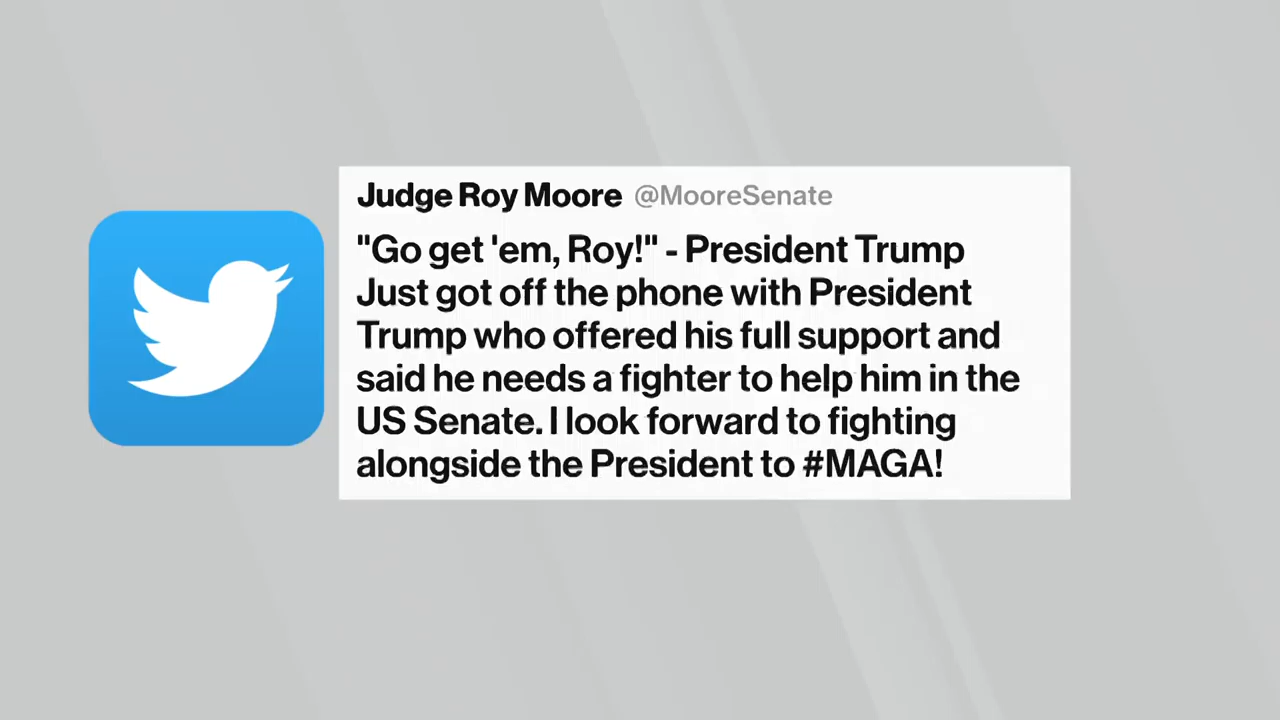 Judge Roy Moore @MooreSenate
"Go get 'em, Roy!" - President Trump
Just got off the phone with President
Trump who offered his full support and
said he needs a fighter to help him in the
US Senate. I look forward to fighting
alongside the President to #MAGA!